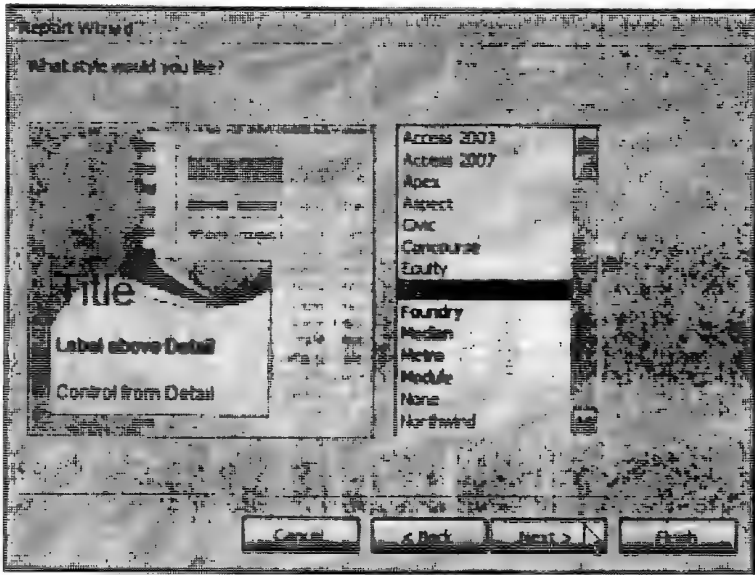 Report Wizard
What style would you like?
Title
Label above Detail
Control from Detail
Access 2003
Access 2007
Apex
Aspect
Civic
Concourse
Equity
Foundry
Median
Metro
Module
None
Northwind
Cancel
< Back
Next >
Finish